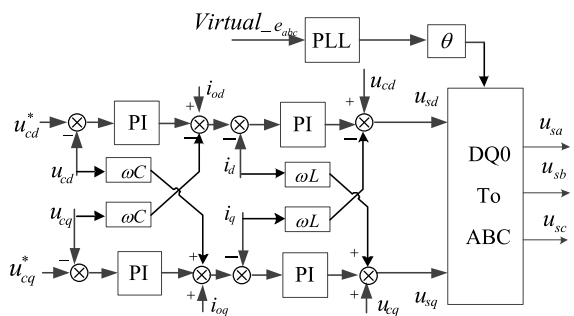 Virtual_e_abc PLL θ
i_od u_cd
u*_cd − PI + − − PI + − u_sd
u_cd ωC i_d ωL
DQ0
To
ABC
u_sa
u_sb
u_sc
u_cq ωC i_q ωL
u*_cq − PI + + − PI + + u_sq
i_oq u_cq